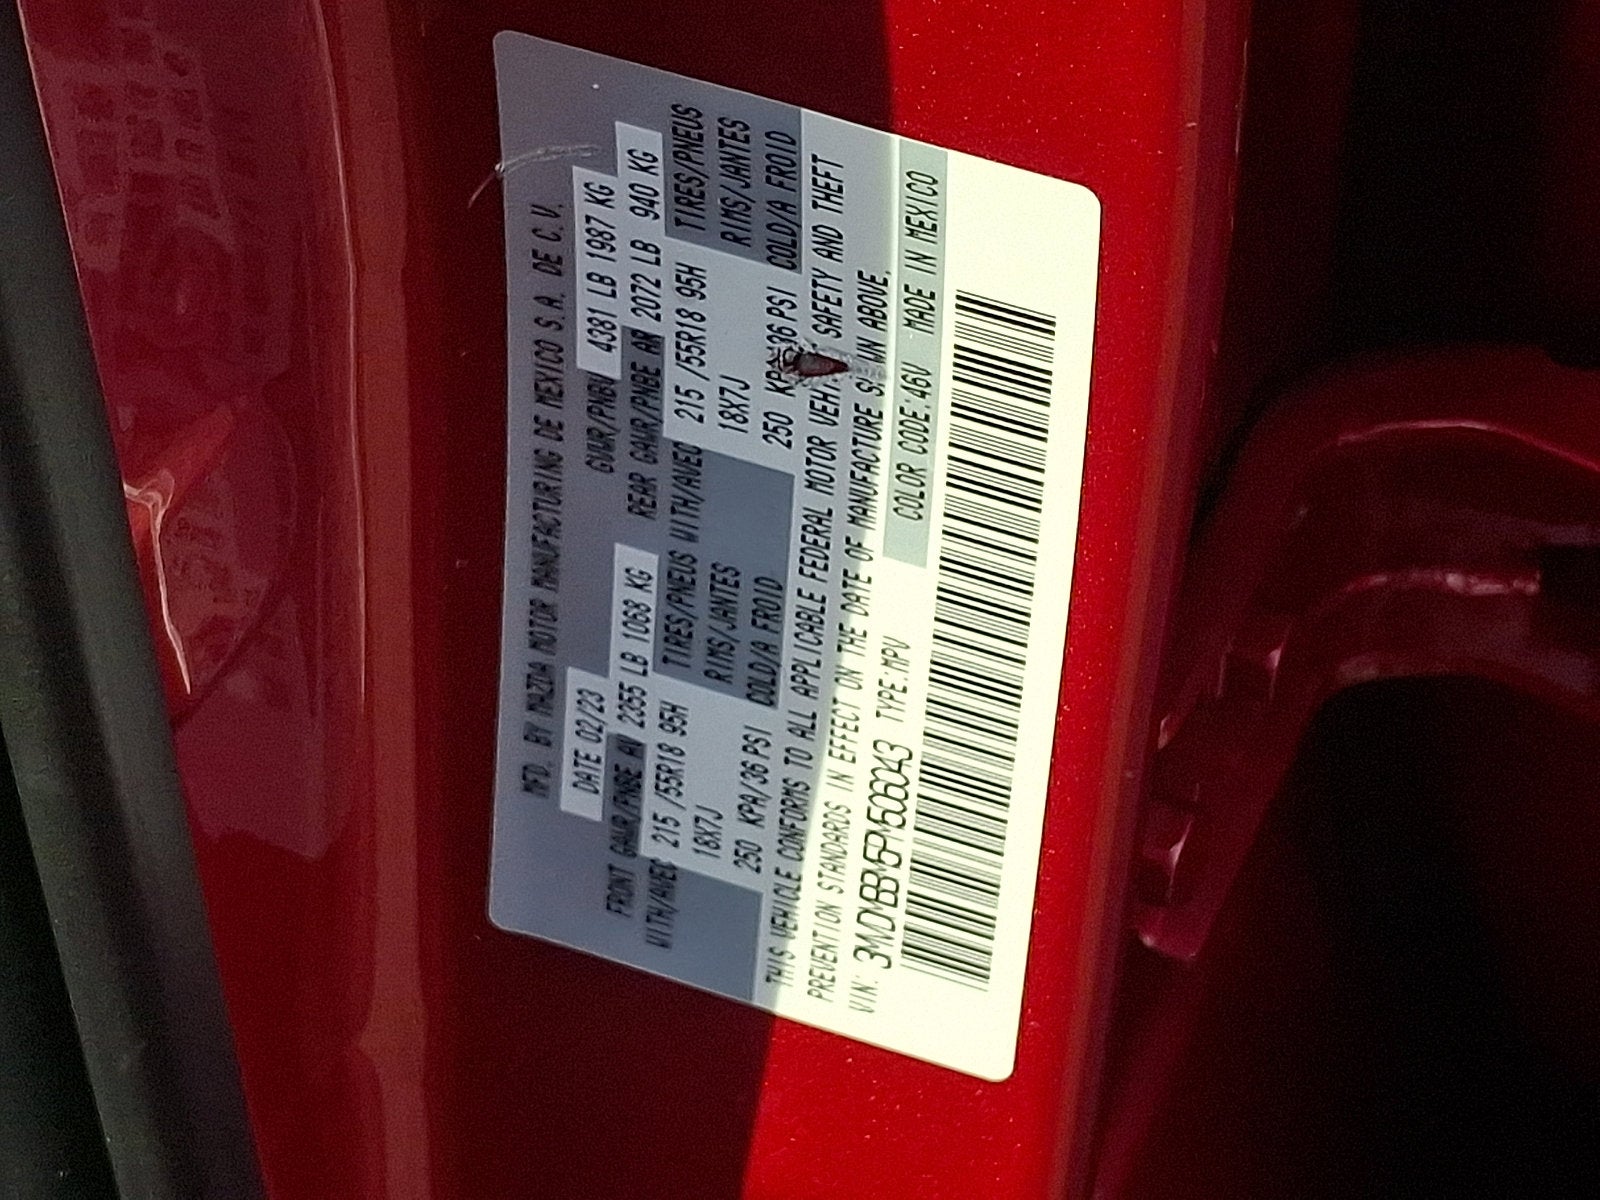 MFD. BY MAZDA MOTOR MANUFACTURING DE MEXICO S.A. DE C.V.
DATE 02/23 GVWR/PNBV 4381 LB 1987 KG
FRONT GAWR/PNBE AV 2355 LB 1068 KG REAR GAWR/PNBE AR 2072 LB 940 KG
WITH/AVEC 215 /55R18 95H TIRES/PNEUS WITH/AVEC 215 /55R18 95H TIRES/PNEUS
18X7J RIMS/JANTES 18X7J RIMS/JANTES
250 KPA/36 PSI COLD/A FROID 250 KPA/36 PSI COLD/A FROID
THIS VEHICLE CONFORMS TO ALL APPLICABLE FEDERAL MOTOR SAFETY AND THEFT
PREVENTION STANDARDS IN EFFECT ON THE DATE OF MANUFACTURE ABOVE.
VIN: 3MVDMBBM5PM506043 TYPE:MPV COLOR CODE:46V MADE IN MEXICO